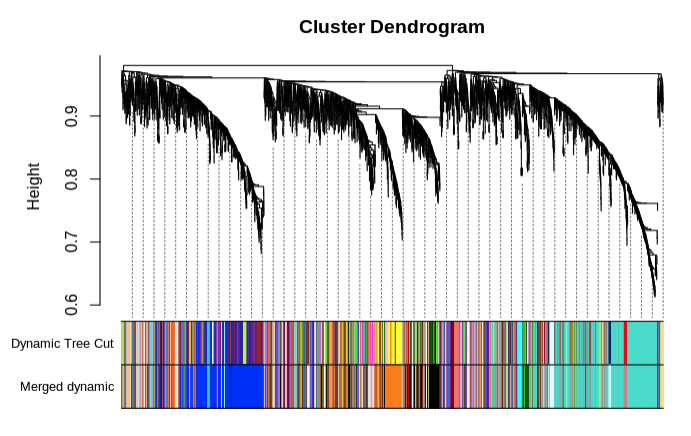 Cluster Dendrogram
Height
0.9
0.8
0.7
0.6
Dynamic Tree Cut
Merged dynamic